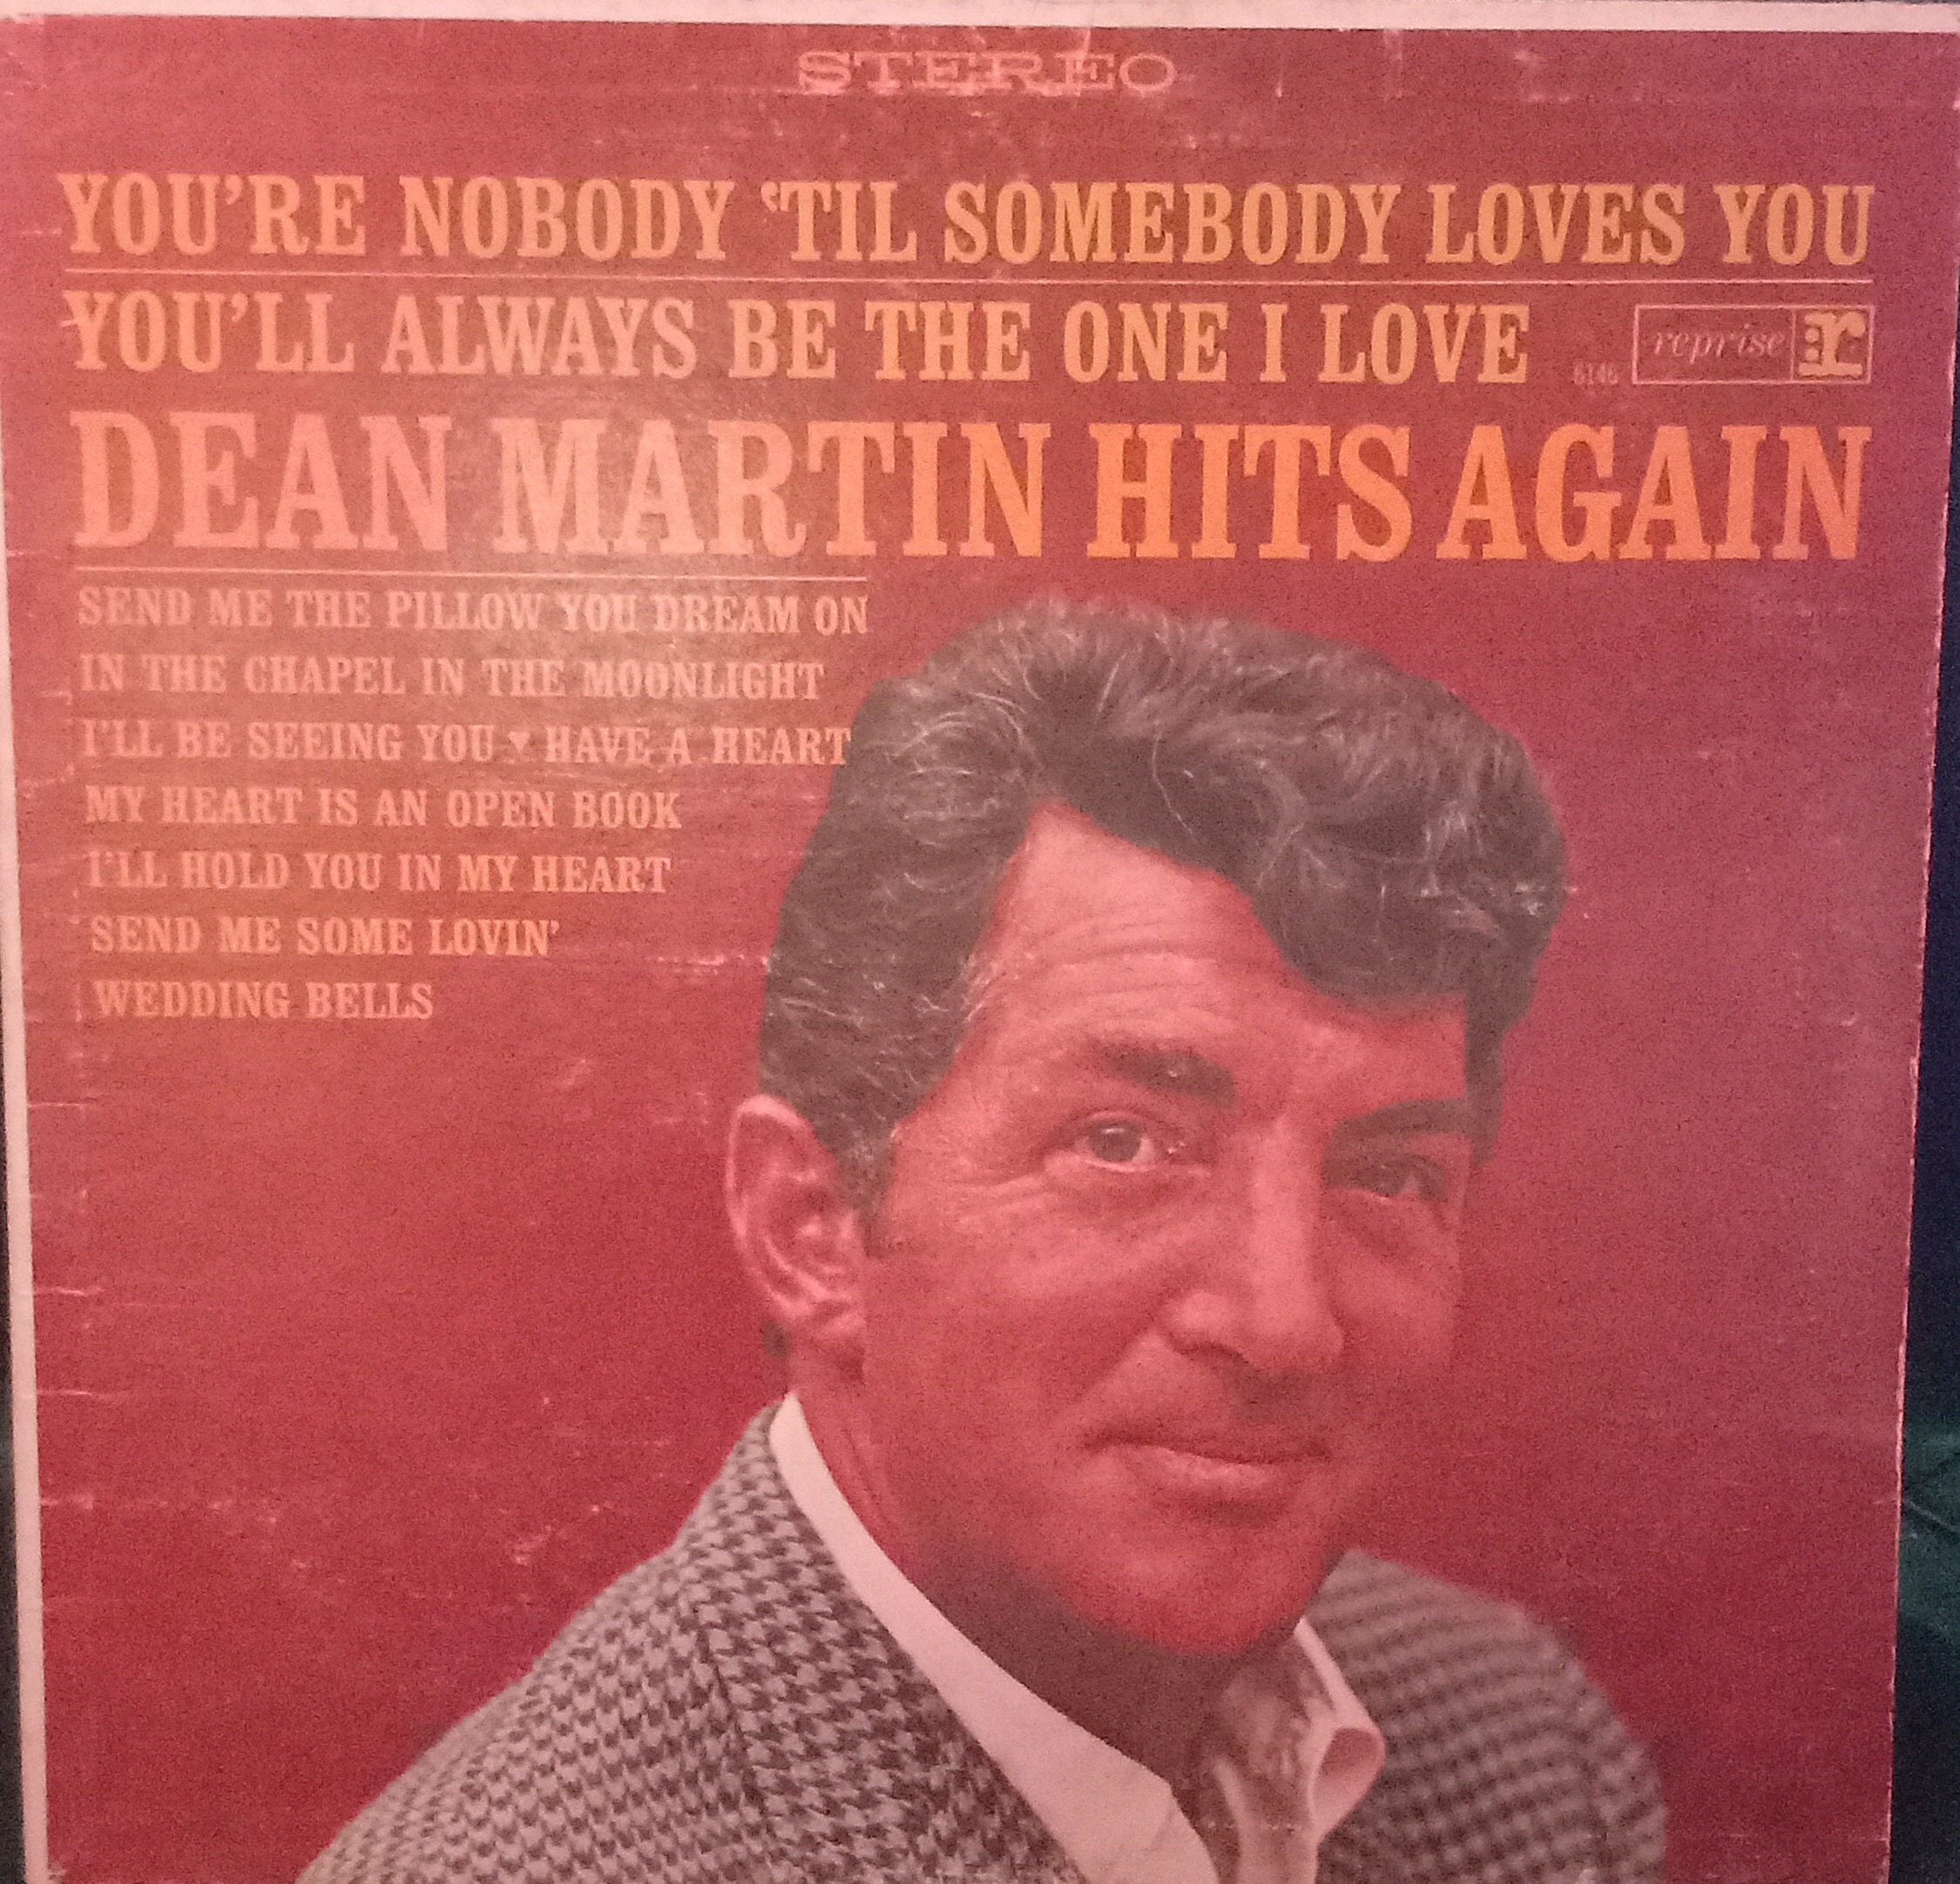 STEREO
YOU'RE NOBODY 'TIL SOMEBODY LOVES YOU
YOU'LL ALWAYS BE THE ONE I LOVE
6146 reprise r:
DEAN MARTIN HITS AGAIN
SEND ME THE PILLOW YOU DREAM ON
IN THE CHAPEL IN THE MOONLIGHT
I'LL BE SEEING YOU ♥ HAVE A HEART
MY HEART IS AN OPEN BOOK
I'LL HOLD YOU IN MY HEART
SEND ME SOME LOVIN'
WEDDING BELLS